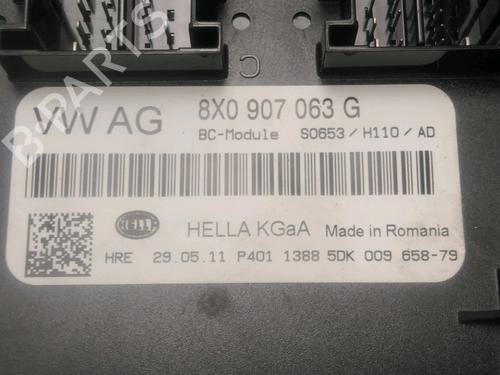 B-PARTS
C
VW AG 8X0 907 063 G
BC-Module S0653/H110/AD
HELLA HELLA KGaA Made in Romania
HRE 29.05.11 P401 1388 5DK 009 658-79